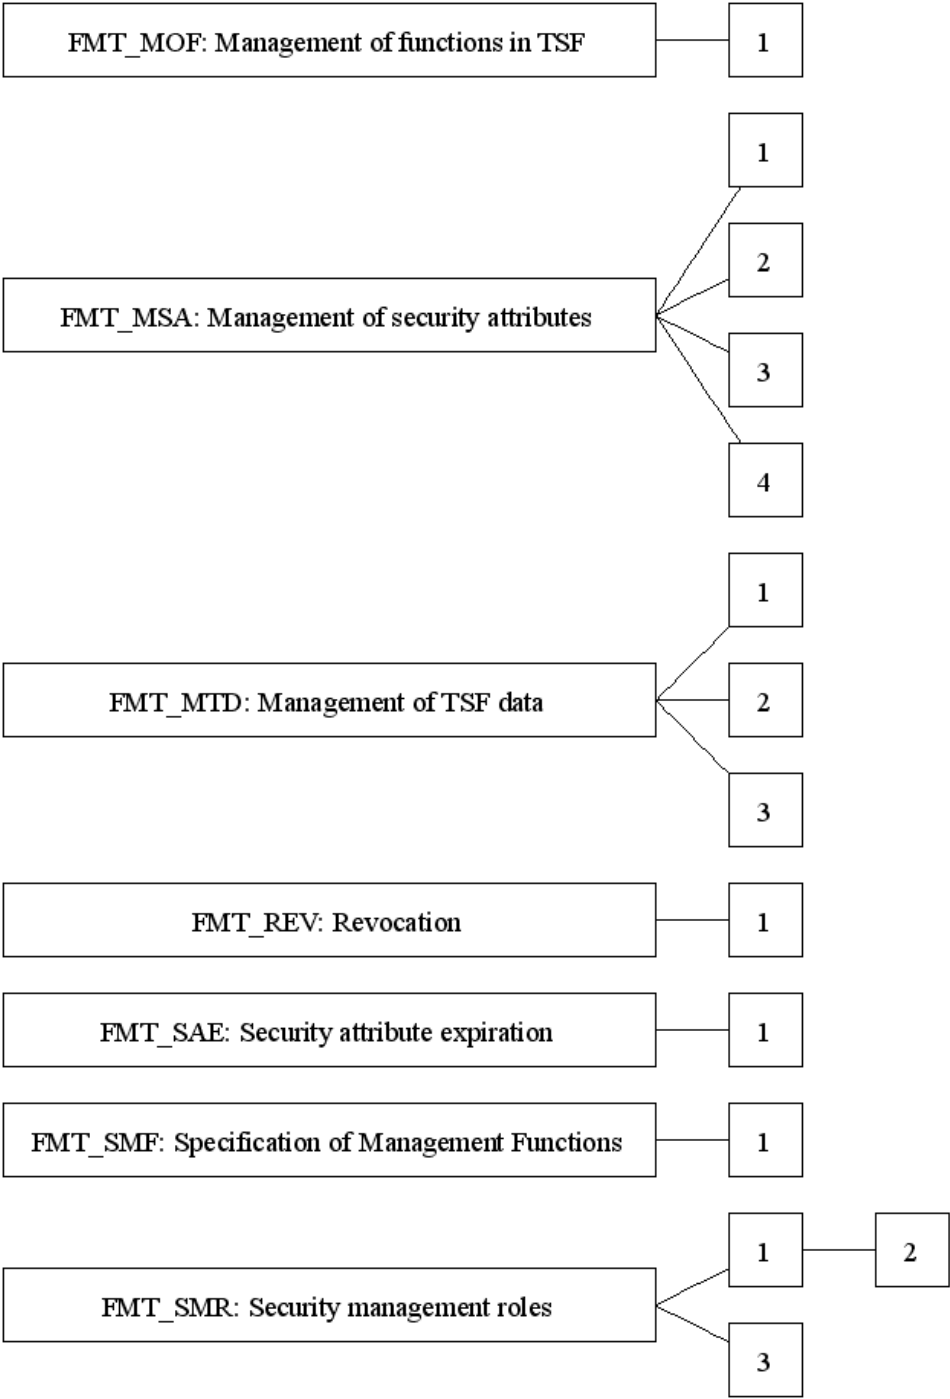 FMT_MOF: Management of functions in TSF
1
1
2
FMT_MSA: Management of security attributes
3
4
1
FMT_MTD: Management of TSF data
2
3
FMT_REV: Revocation
1
FMT_SAE: Security attribute expiration
1
FMT_SMF: Specification of Management Functions
1
1
2
FMT_SMR: Security management roles
3